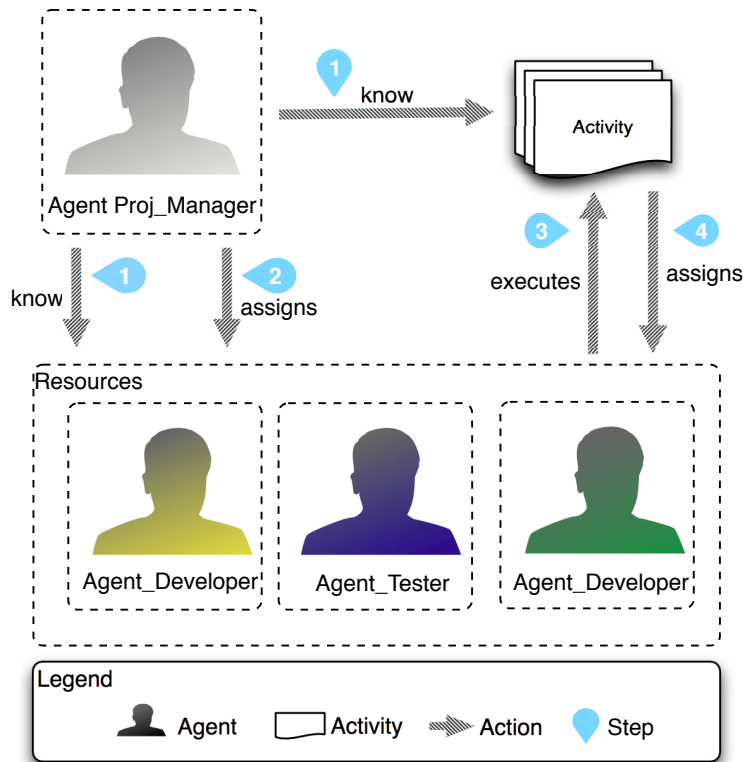 1
know
Activity
Agent Proj_Manager
1
know
2
assigns
3
executes
4
assigns
Resources
Agent_Developer
Agent_Tester
Agent_Developer
Legend
Agent
Activity
Action
Step